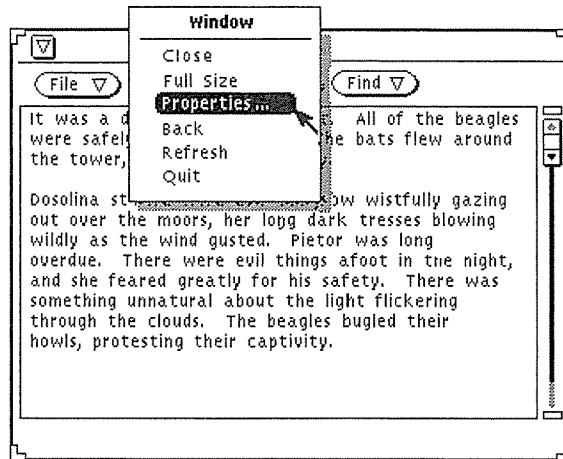 Window
Close
Full Size
Properties...
Back
Refresh
Quit
File
Find
It was a d . All of the beagles
were safel he bats flew around
the tower,
Dosolina st ow wistfully gazing
out over the moors, her long dark tresses blowing
wildly as the wind gusted. Pietor was long
overdue. There were evil things afoot in the night,
and she feared greatly for his safety. There was
something unnatural about the light flickering
through the clouds. The beagles bugled their
howls, protesting their captivity.